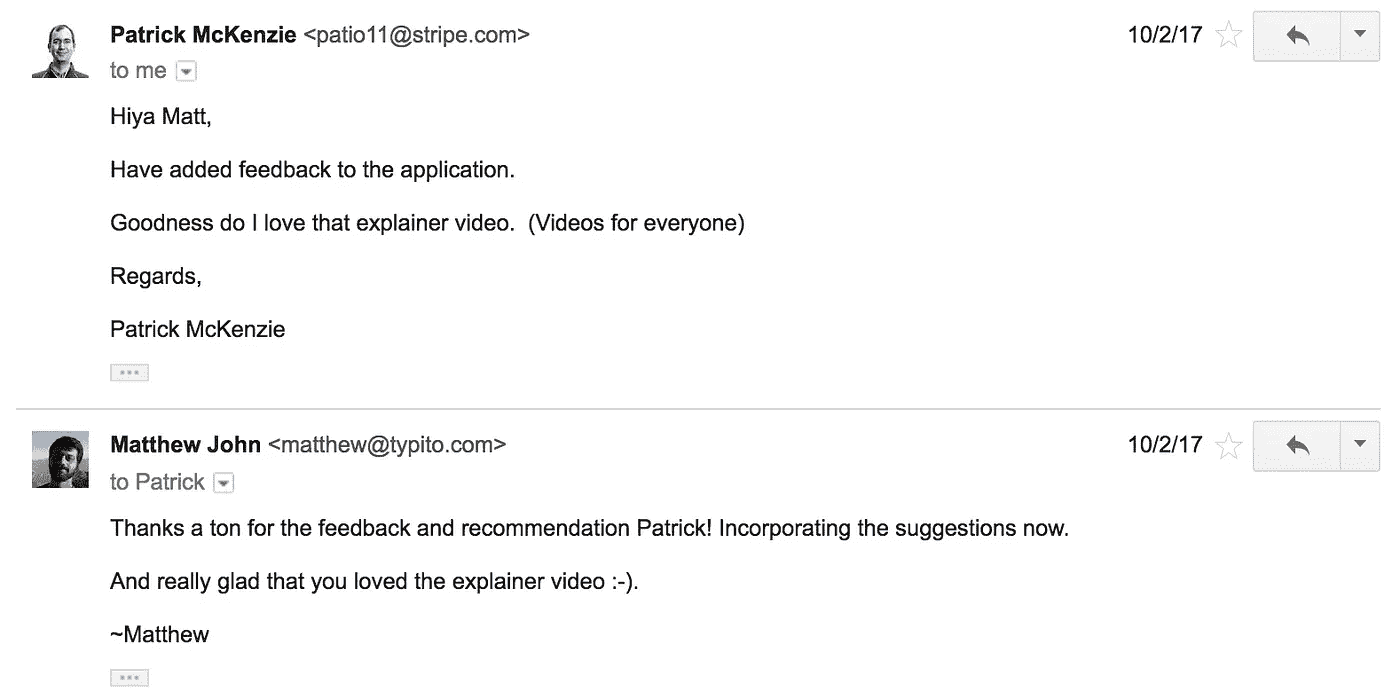 Patrick McKenzie <patio11@stripe.com> 10/2/17
to me
Hiya Matt,
Have added feedback to the application.
Goodness do I love that explainer video.  (Videos for everyone)
Regards,
Patrick McKenzie
Matthew John <matthew@typito.com> 10/2/17
to Patrick
Thanks a ton for the feedback and recommendation Patrick! Incorporating the suggestions now.
And really glad that you loved the explainer video :-).
~Matthew